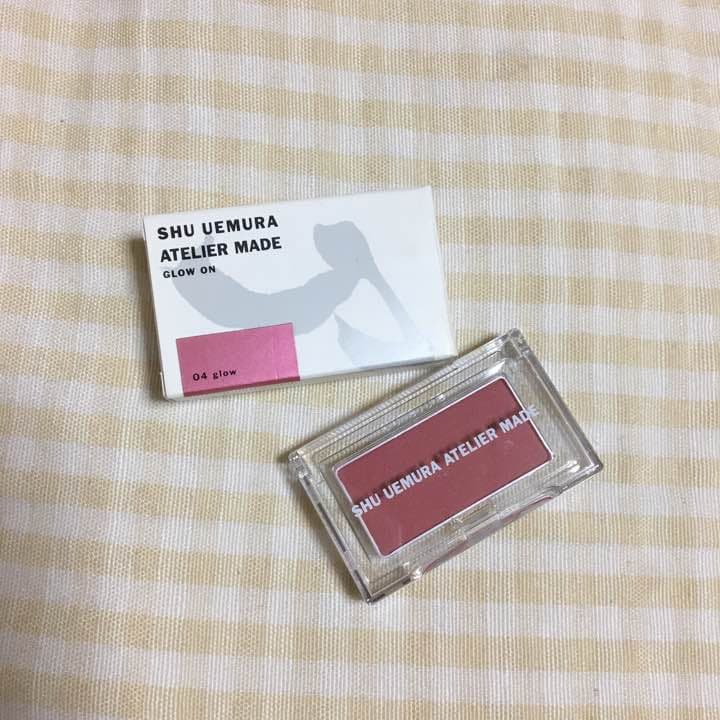 SHU UEMURA
ATELIER MADE
GLOW ON
04 glow
SHU UEMURA ATELIER MADE